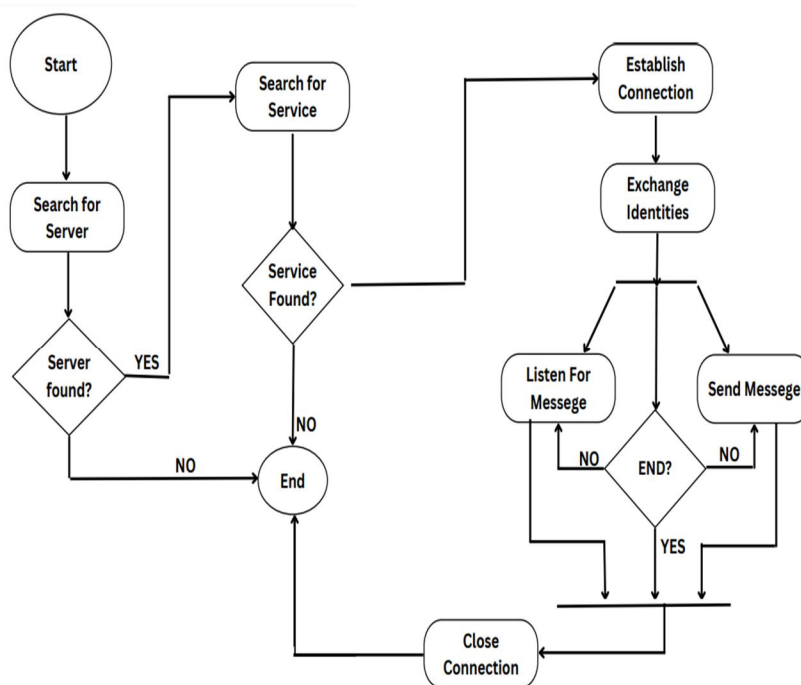 Start
Search for
Server
Server
found?
YES
NO
Search for
Service
Service
Found?
NO
End
Establish
Connection
Exchange
Identities
Listen For
Messege
Send Messege
END?
NO
NO
YES
Close
Connection